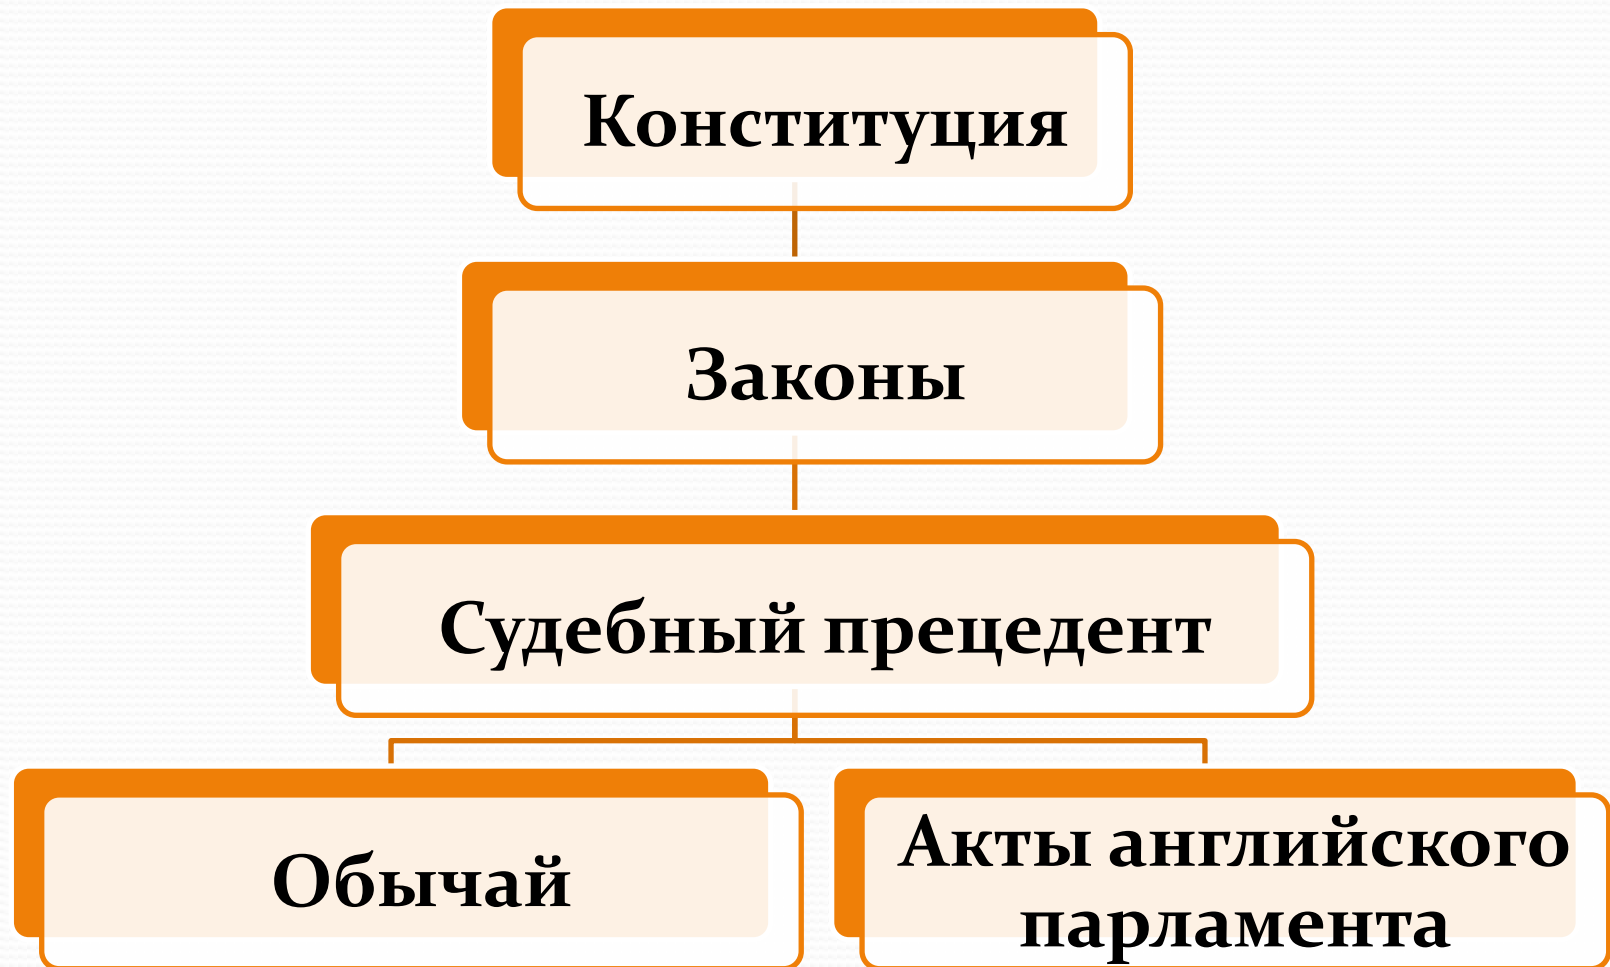 Конституция
Законы
Судебный прецедент
Обычай
Акты английского
парламента